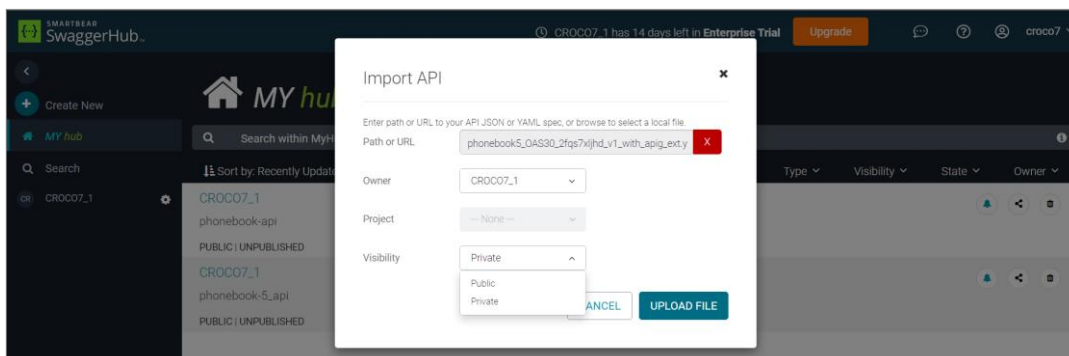 SMARTBEAR
SwaggerHub™
CROCO7_1 has 14 days left in Enterprise Trial
Upgrade
croco7
Create New
MY hub
Search
CR CROCO7_1
MY hu
Search within MyH
Sort by: Recently Update
Type
Visibility
State
Owner
CROCO7_1
phonebook-api
PUBLIC | UNPUBLISHED
CROCO7_1
phonebook-5_api
PUBLIC | UNPUBLISHED
Import API
Enter path or URL to your API JSON or YAML spec, or browse to select a local file.
Path or URL
phonebook5_OAS30_2fqs7xljhd_v1_with_apig_ext.y
X
Owner
CROCO7_1
Project
-- None --
Visibility
Private
Public
Private
ANCEL
UPLOAD FILE